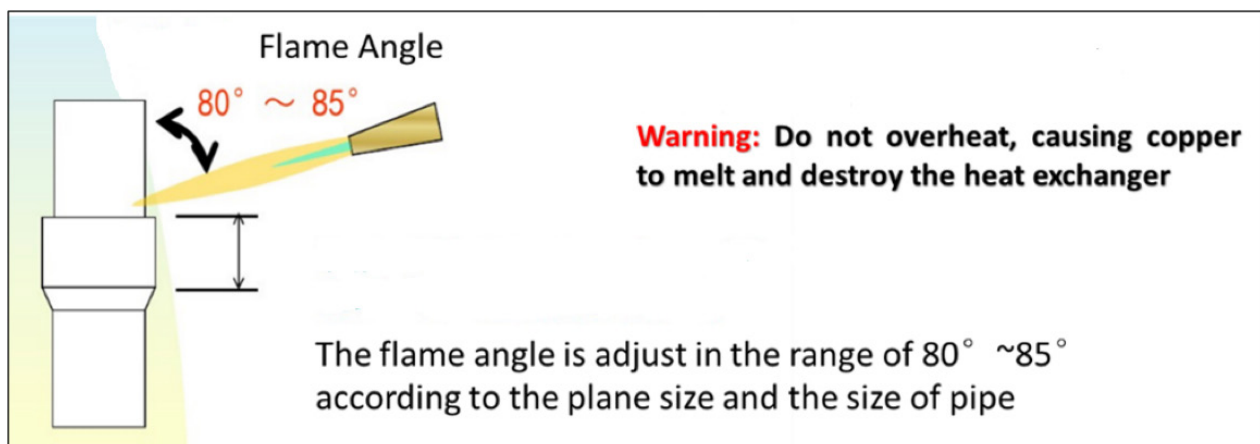 Flame Angle
80° ～ 85°
Warning: Do not overheat, causing copper
to melt and destroy the heat exchanger
The flame angle is adjust in the range of 80° ~85°
according to the plane size and the size of pipe